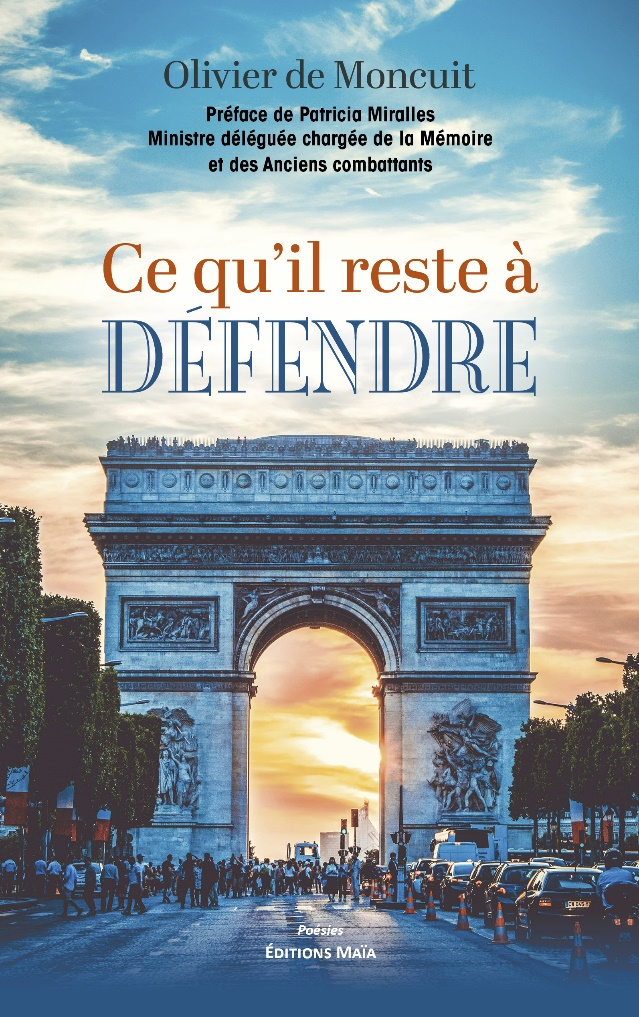 Olivier de Moncuit
Préface de Patricia Miralles
Ministre déléguée chargée de la Mémoire
et des Anciens combattants
Ce qu'il reste à
DÉFENDRE
Poésies
ÉDITIONS MAÏA